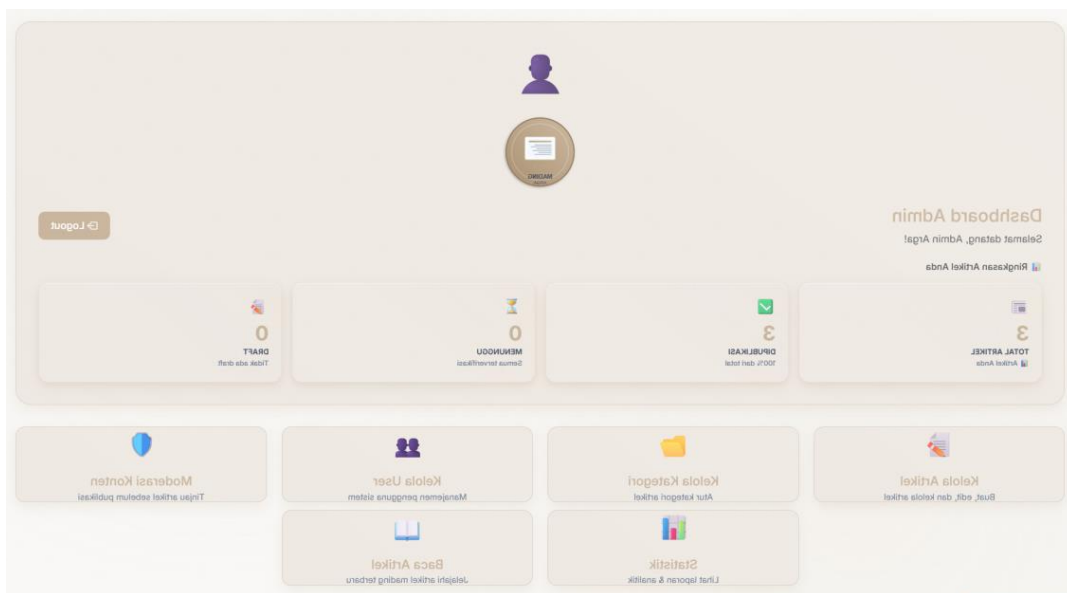 MADING
Dashboard Admin
Selamat datang, Admin Arga!
Logout
Ringkasan Artikel Anda
3
TOTAL ARTIKEL
Artikel Anda
3
DIPUBLIKASI
100% dari total
0
MENUNGGU
Semua terverifikasi
0
DRAFT
Tidak ada draft
Kelola Artikel
Buat, edit, dan kelola artikel
Kelola Kategori
Atur kategori artikel
Kelola User
Manajemen pengguna sistem
Moderasi Konten
Tinjau artikel sebelum publikasi
Statistik
Lihat laporan & analitik
Baca Artikel
Jelajahi artikel mading terbaru